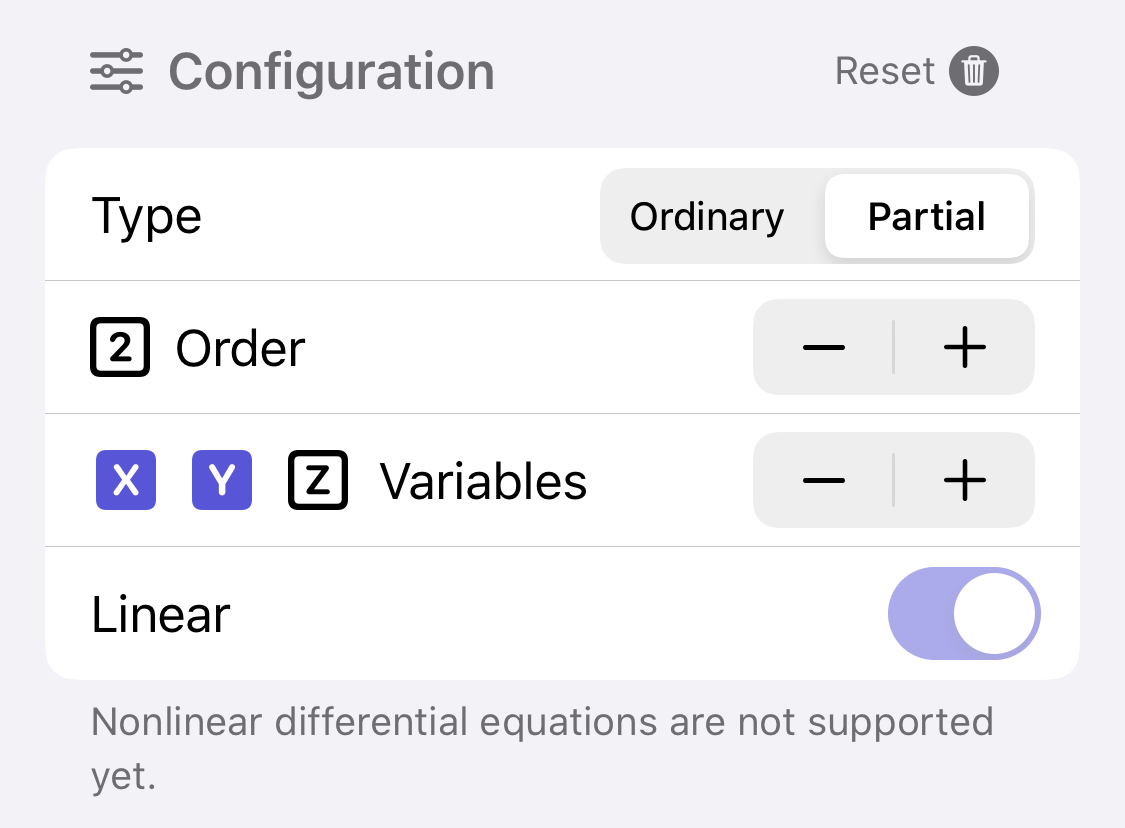 Configuration
Reset
Type
Ordinary
Partial
2 Order
X Y Z Variables
Linear
Nonlinear differential equations are not supported
yet.